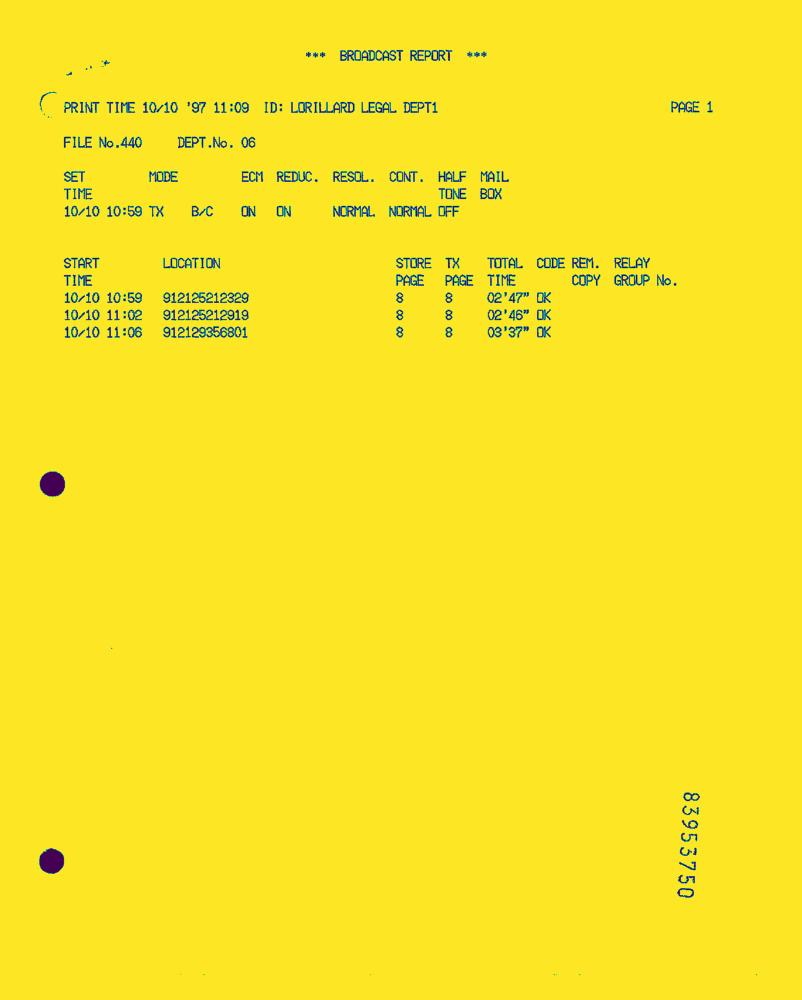 *** BROADCAST REPORT ***
PRINT TIME 10/10 '97 11:09 ID: LORILLARD LEGAL DEPT1 PAGE 1
FILE No.440 DEPT.No. 06
SET MODE ECM REDUC. RESOL. CONT. HALF MAIL
TIME TONE BOX
10/10 10:59 TX B/C ON ON NORMAL NORMAL OFF
START LOCATION STORE TX TOTAL CODE REM. RELAY
TIME PAGE PAGE TIME COPY GROUP No.
10/10 10:59 912125212329 8 8 02'47" OK
10/10 11:02 912125212919 8 8 02'46" OK
10/10 11:06 912129356801 8 8 03'37" OK
83953750